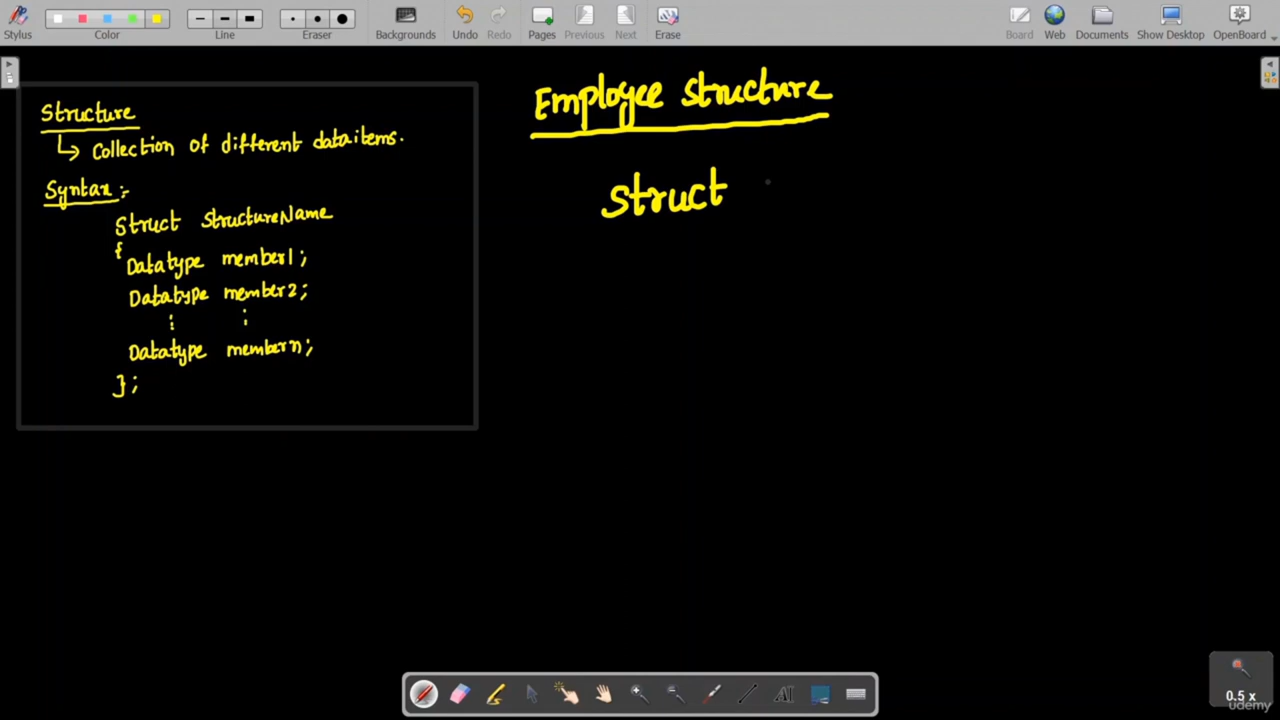 Stylus
Color
Line
Eraser
Backgrounds
Undo
Redo
Pages
Previous
Next
Erase
Board
Web
Documents
Show Desktop
OpenBoard
Structure
↳ Collection of different dataitems.
Syntax :-
Struct StructureName
{
Datatype member1;
Datatype member2;
⋮ ⋮
Datatype membern;
};
Employee Structure
Struct
AI
0.5 x
udemy